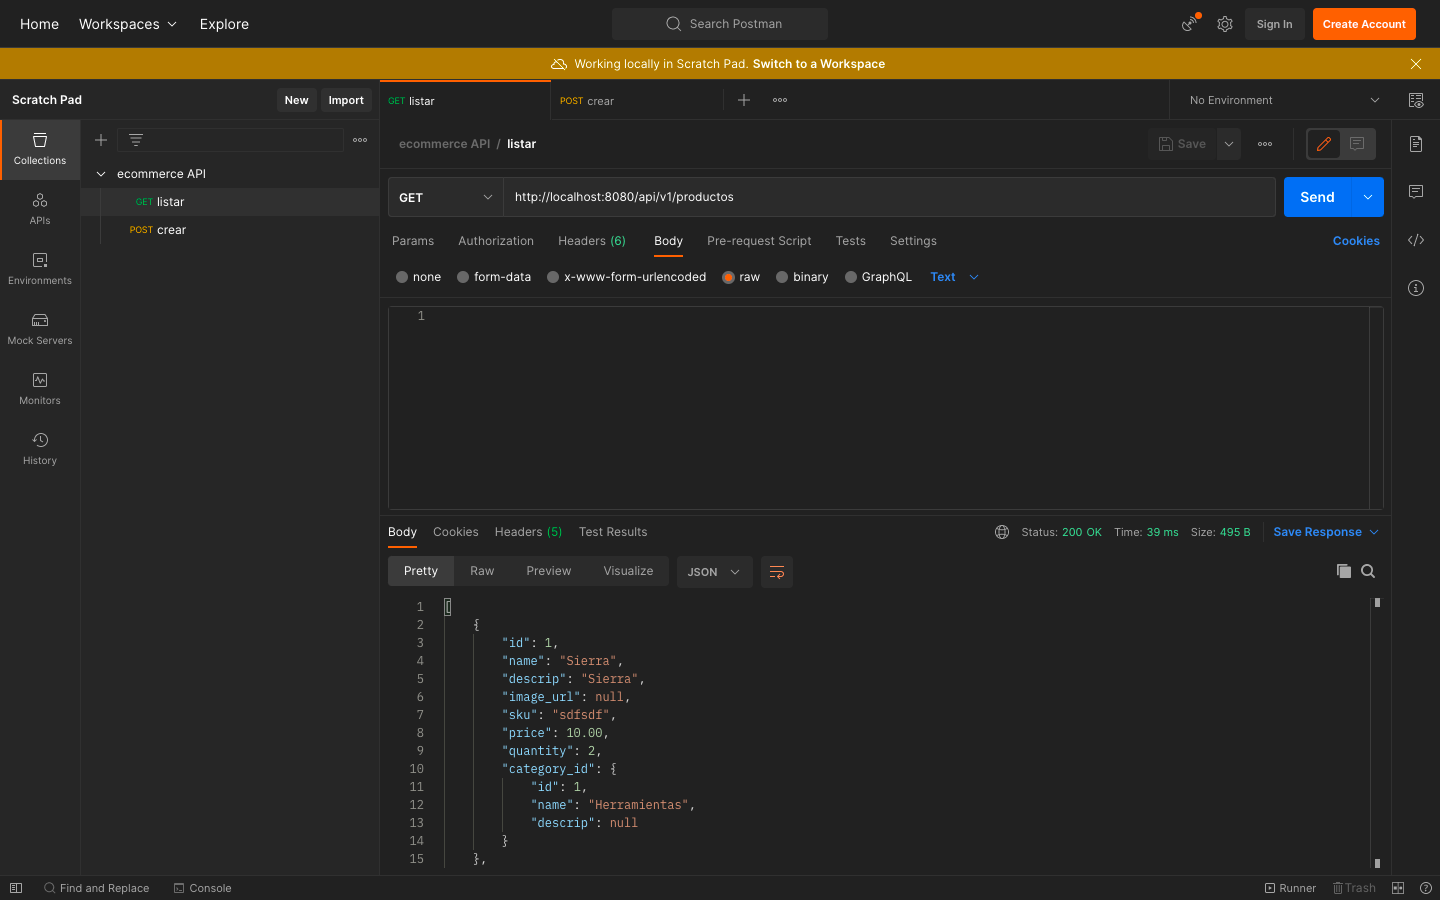 Home Workspaces Explore Search Postman Sign In Create Account
Working locally in Scratch Pad. Switch to a Workspace
Scratch Pad New Import GET listar POST crear No Environment
Collections
APIs
Environments
Mock Servers
Monitors
History
ecommerce API
GET listar
POST crear
ecommerce API / listar Save
GET http://localhost:8080/api/v1/productos Send
Params Authorization Headers (6) Body Pre-request Script Tests Settings Cookies
none form-data x-www-form-urlencoded raw binary GraphQL Text
1
Body Cookies Headers (5) Test Results Status: 200 OK Time: 39 ms Size: 495 B Save Response
Pretty Raw Preview Visualize JSON
1 [
2 {
3 "id": 1,
4 "name": "Sierra",
5 "descrip": "Sierra",
6 "image_url": null,
7 "sku": "sdfsdf",
8 "price": 10.00,
9 "quantity": 2,
10 "category_id": {
11 "id": 1,
12 "name": "Herramientas",
13 "descrip": null
14 }
15 },
Find and Replace Console Runner Trash